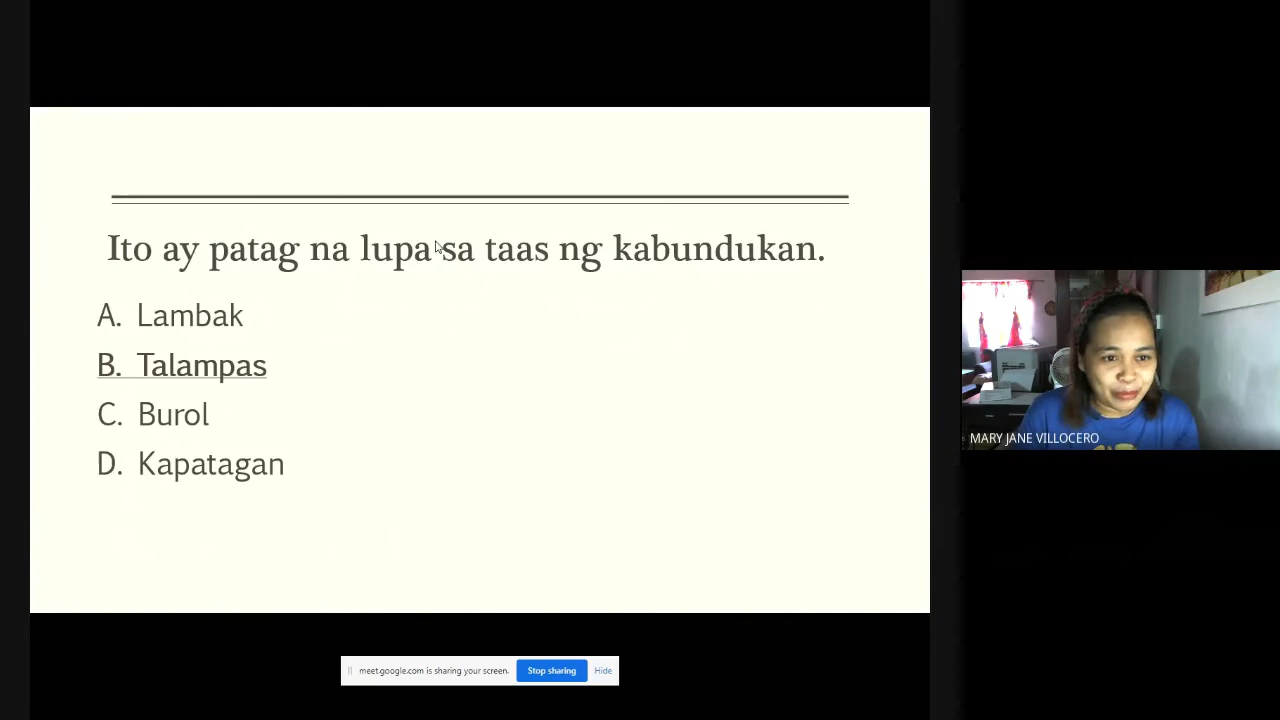 Ito ay patag na lupa sa taas ng kabundukan.
A. Lambak
B. Talampas
C. Burol
D. Kapatagan
MARY JANE VILLOCERO
meet.google.com is sharing your screen. Stop sharing Hide